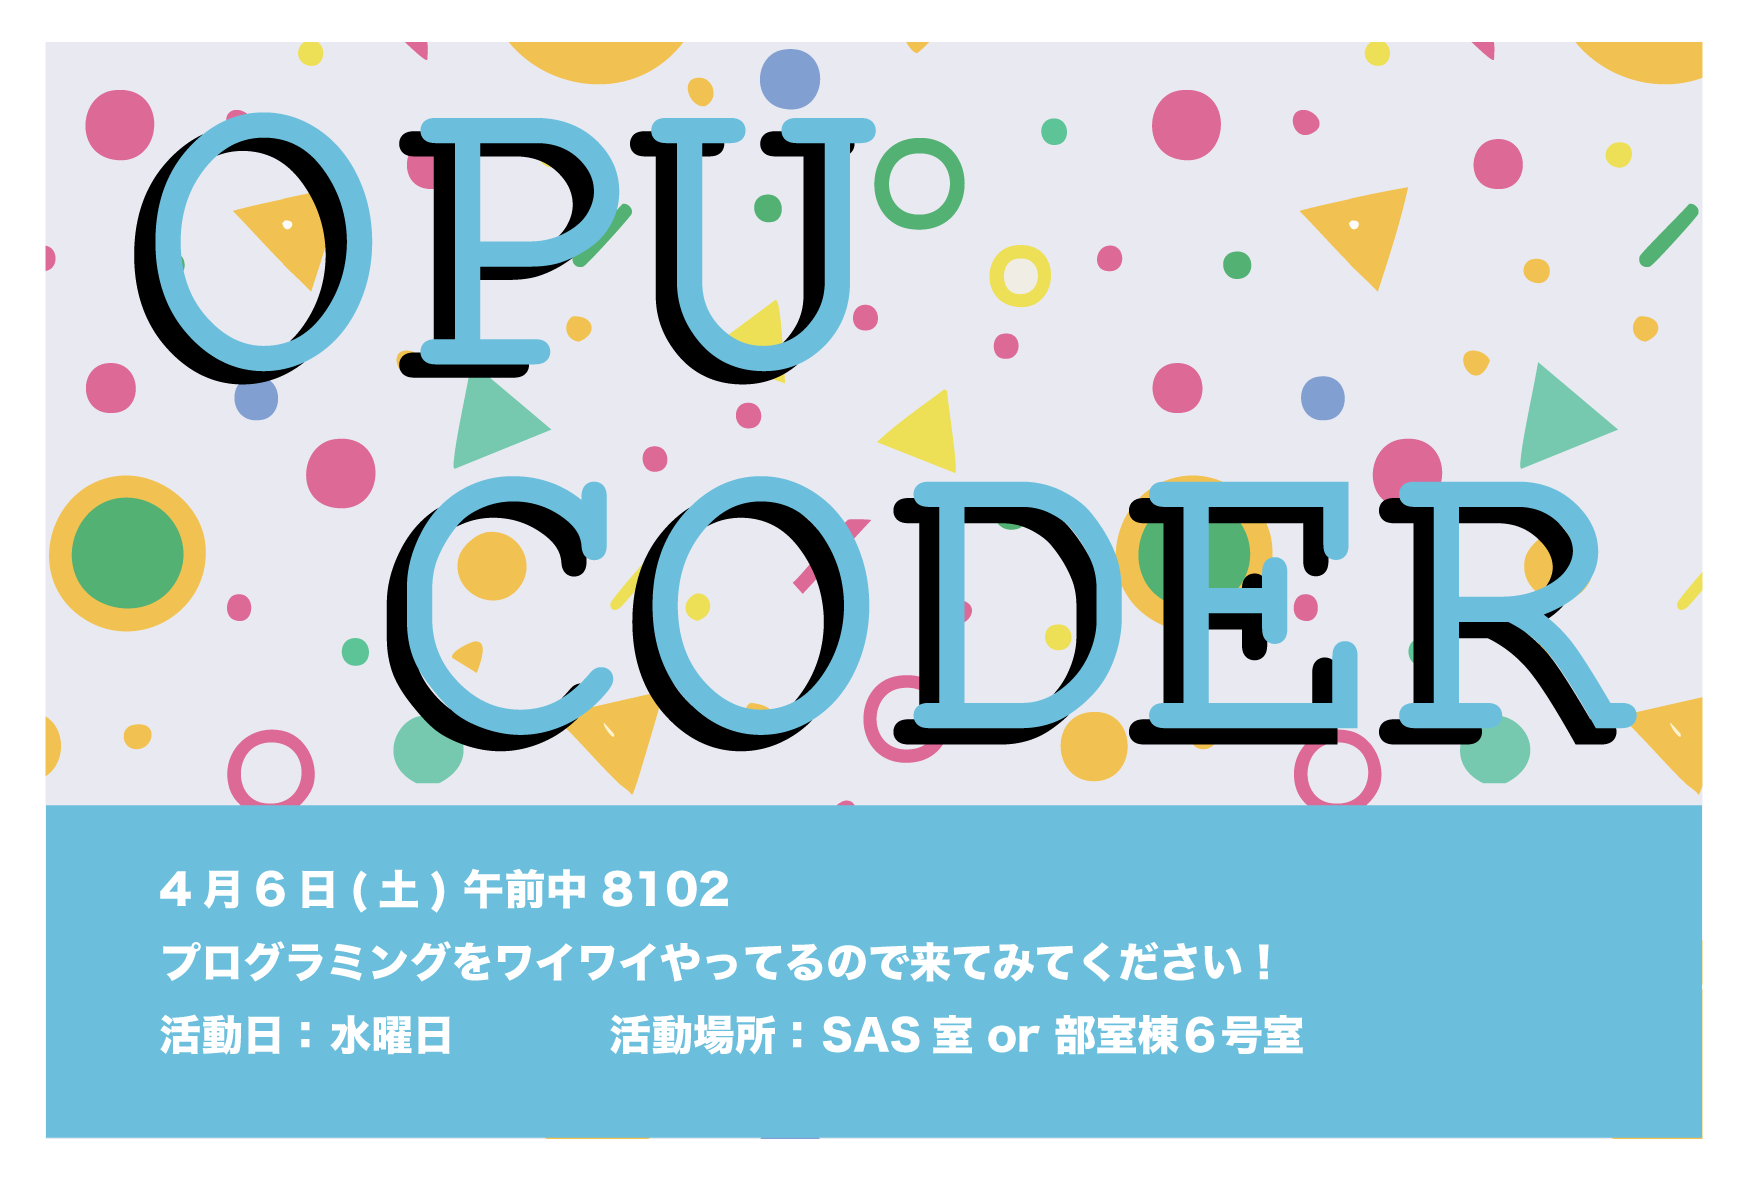 OPU
CODER
4月6日(土)午前中 8102
プログラミングをワイワイやってるので来てみてください！
活動日：水曜日 活動場所：SAS 室 or 部室棟6号室